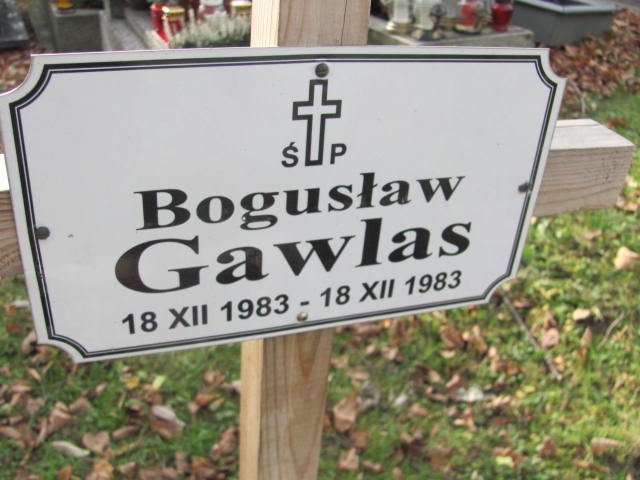 Ś P
Bogusław
Gawlas
18 XII 1983 - 18 XII 1983